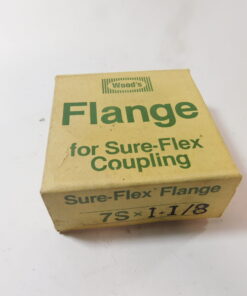 Wood's
Flange
for Sure-Flex
Coupling
Sure-Flex Flange
7S × 1-1/8